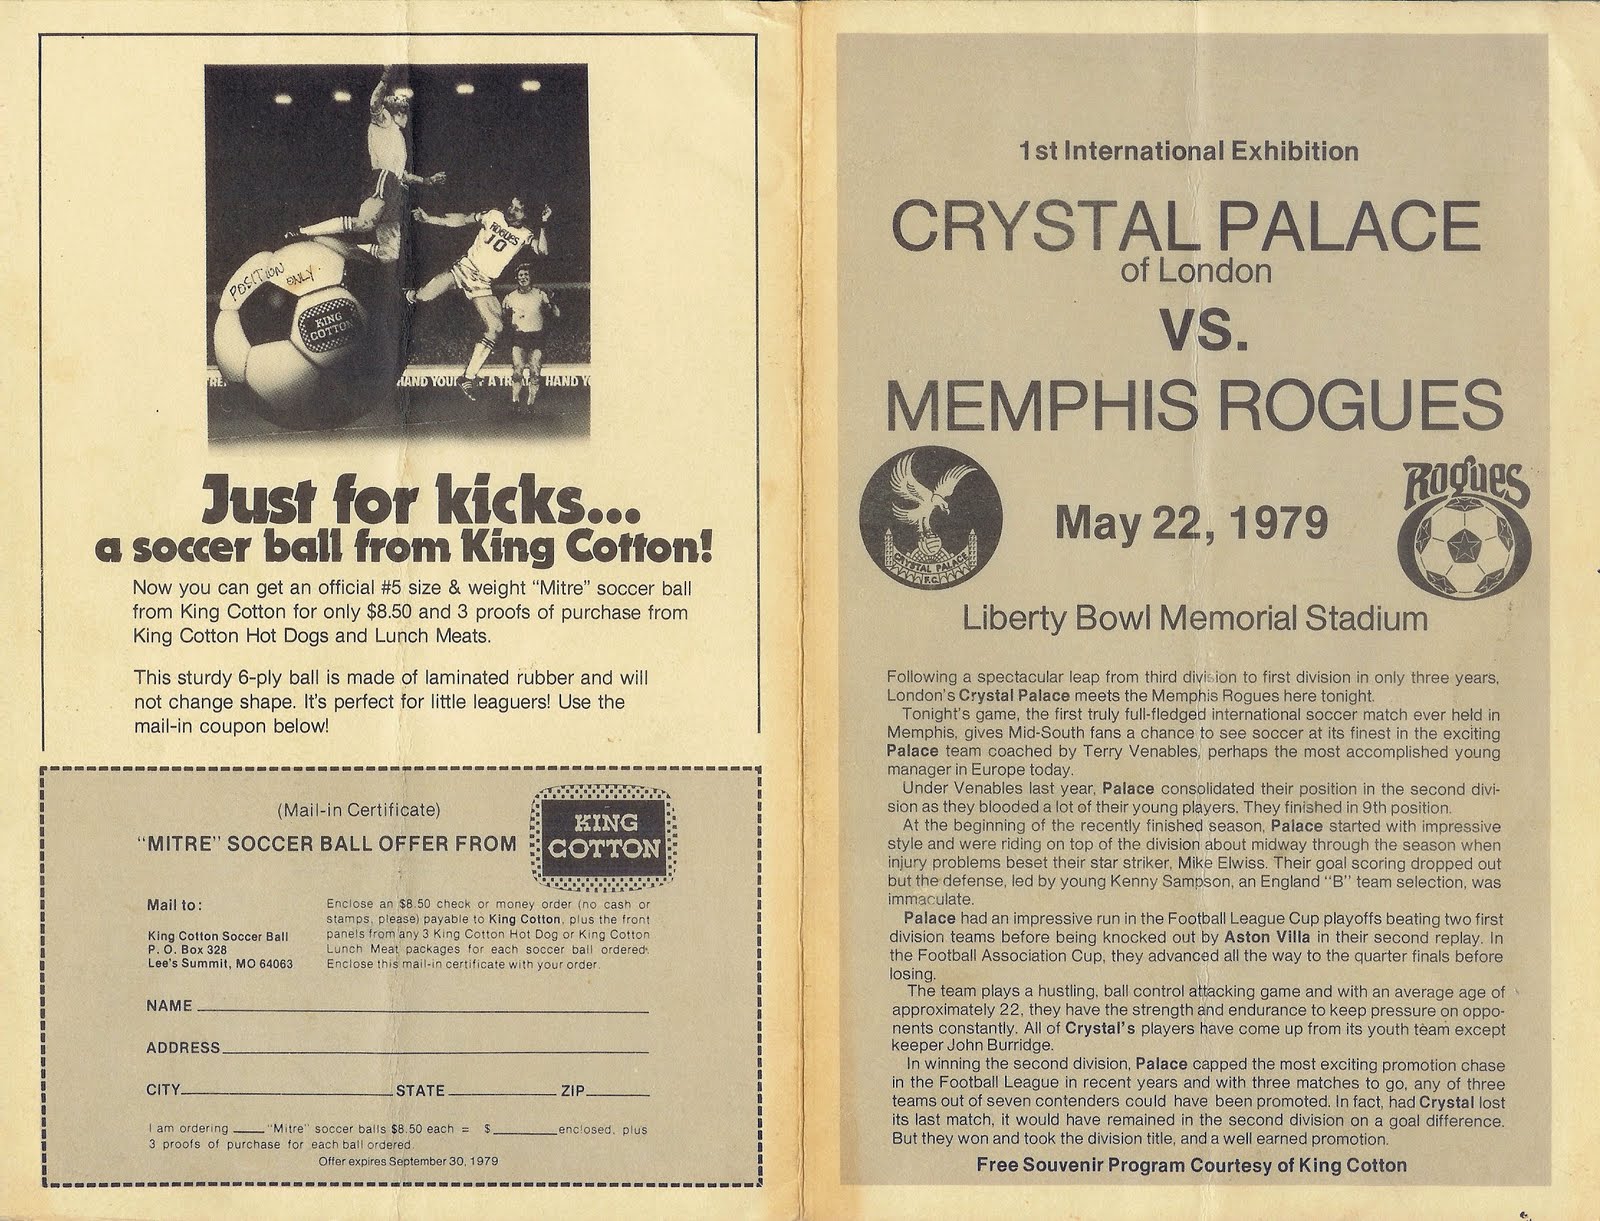 ROGUES
10
POSITION
ONLY
KING
COTTON
HAND YOU
A TR
HAND Y
Just for kicks...
a soccer ball from King Cotton!
Now you can get an official #5 size & weight "Mitre" soccer ball
from King Cotton for only $8.50 and 3 proofs of purchase from
King Cotton Hot Dogs and Lunch Meats.
This sturdy 6-ply ball is made of laminated rubber and will
not change shape. It's perfect for little leaguers! Use the
mail-in coupon below!
(Mail-in Certificate)
"MITRE" SOCCER BALL OFFER FROM
KING
COTTON
Mail to:
King Cotton Soccer Ball
P. O. Box 328
Lee's Summit, MO 64063
Enclose an $8.50 check or money order (no cash or
stamps, please) payable to King Cotton, plus the front
panels from any 3 King Cotton Hot Dog or King Cotton
Lunch Meat packages for each soccer ball ordered.
Enclose this mail-in certificate with your order.
NAME
ADDRESS
CITY STATE ZIP
I am ordering "Mitre" soccer balls $8.50 each = $ enclosed, plus
3 proofs of purchase for each ball ordered.
Offer expires September 30, 1979
1st International Exhibition
CRYSTAL PALACE
of London
VS.
MEMPHIS ROGUES
CRYSTAL PALACE
F.C.
May 22, 1979
Rogues
Liberty Bowl Memorial Stadium
Following a spectacular leap from third division to first division in only three years,
London's Crystal Palace meets the Memphis Rogues here tonight.
Tonight's game, the first truly full-fledged international soccer match ever held in
Memphis, gives Mid-South fans a chance to see soccer at its finest in the exciting
Palace team coached by Terry Venables, perhaps the most accomplished young
manager in Europe today.
Under Venables last year, Palace consolidated their position in the second divi-
sion as they blooded a lot of their young players. They finished in 9th position.
At the beginning of the recently finished season, Palace started with impressive
style and were riding on top of the division about midway through the season when
injury problems beset their star striker, Mike Elwiss. Their goal scoring dropped out
but the defense, led by young Kenny Sampson, an England "B" team selection, was
immaculate.
Palace had an impressive run in the Football League Cup playoffs beating two first
division teams before being knocked out by Aston Villa in their second replay. In
the Football Association Cup, they advanced all the way to the quarter finals before
losing.
The team plays a hustling, ball control attacking game and with an average age of
approximately 22, they have the strength and endurance to keep pressure on oppo-
nents constantly. All of Crystal's players have come up from its youth team except
keeper John Burridge.
In winning the second division, Palace capped the most exciting promotion chase
in the Football League in recent years and with three matches to go, any of three
teams out of seven contenders could have been promoted. In fact, had Crystal lost
its last match, it would have remained in the second division on a goal difference.
But they won and took the division title, and a well earned promotion.
Free Souvenir Program Courtesy of King Cotton